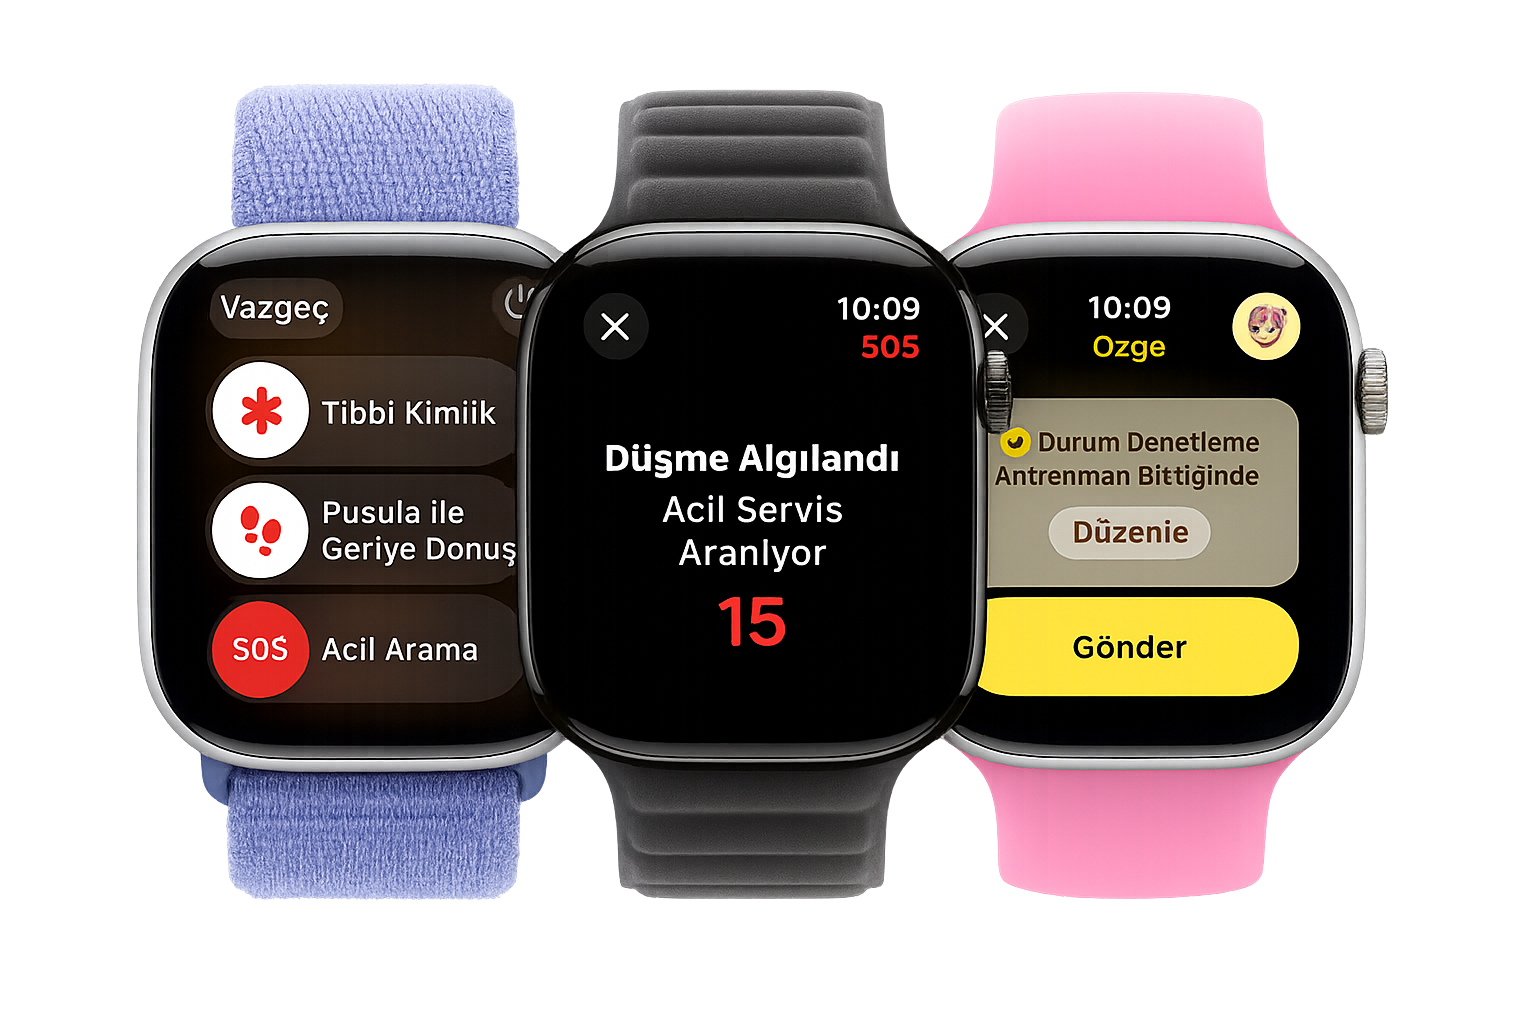 Vazgeç
Tibbi Kimiik
Pusula ile
Geriye Donuş
SOS
Acil Arama
10:09
505
Düşme Algılandı
Acil Servis
Aranlyor
15
10:09
Ozge
Durum Denetleme
Antrenman Bittiğinde
Düzenie
Gönder